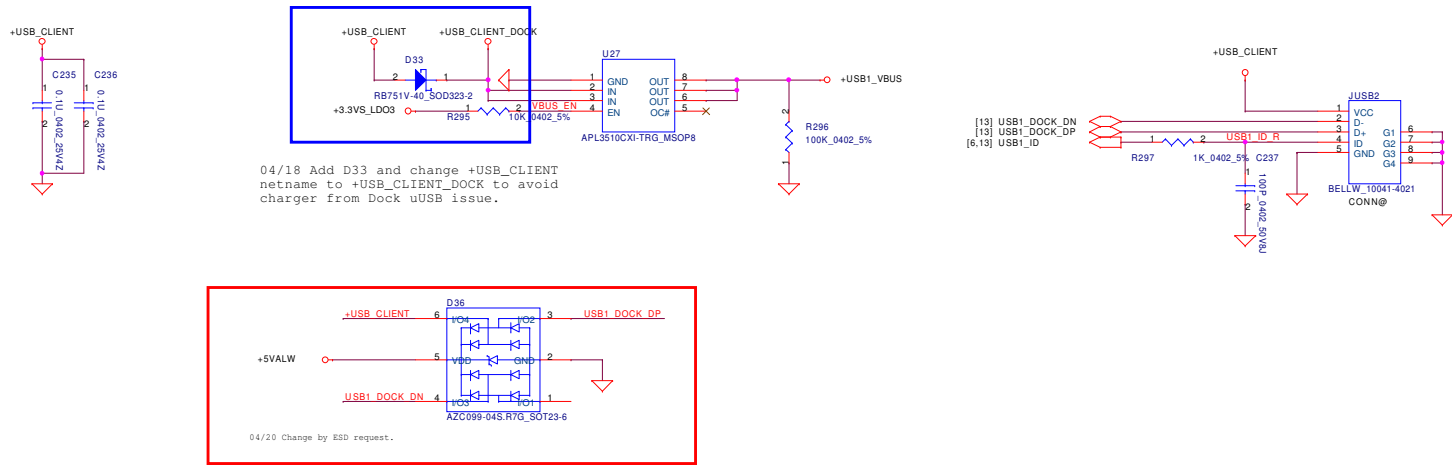 +USB_CLIENT
C235
C236
1
1
0.1U_0402_25V4Z
0.1U_0402_25V4Z
2
2
+USB_CLIENT
+USB_CLIENT_DOCK
D33
2
1
RB751V-40_SOD323-2
+3.3VS_LDO3
1
2
VBUS_EN
R295
10K_0402_5%
U27
1
GND
OUT
8
2
IN
OUT
7
3
IN
OUT
6
4
EN
OC#
5
APL3510CXI-TRG_MSOP8
+USB1_VBUS
2
R296
100K_0402_5%
1
04/18 Add D33 and change +USB_CLIENT
netname to +USB_CLIENT_DOCK to avoid
charger from Dock uUSB issue.
+USB_CLIENT
JUSB2
[13] USB1_DOCK_DN
[13] USB1_DOCK_DP
[6,13] USB1_ID
1
2
USB1_ID_R
R297
1K_0402_5%
C237
1
100P_0402_50V8J
2
1
VCC
2
D-
3
D+
G1
6
4
ID
G2
7
5
GND
G3
8
G4
9
BELLW_10041-4021
CONN@
D36
+USB_CLIENT
6
I/O4
I/O2
3
USB1_DOCK_DP
+5VALW
5
VDD
GND
2
USB1_DOCK_DN
4
I/O3
I/O1
1
AZC099-04S.R7G_SOT23-6
04/20 Change by ESD request.